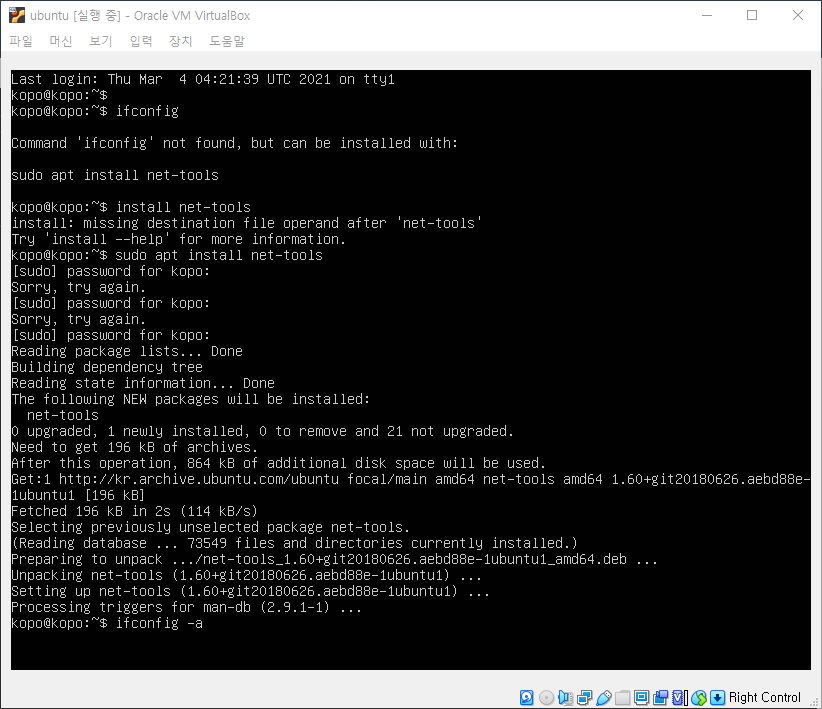 ubuntu [실행 중] - Oracle VM VirtualBox
파일 머신 보기 입력 장치 도움말
Last login: Thu Mar  4 04:21:39 UTC 2021 on tty1
kopo@kopo:~$
kopo@kopo:~$ ifconfig
Command 'ifconfig' not found, but can be installed with:
sudo apt install net-tools
kopo@kopo:~$ install net-tools
install: missing destination file operand after 'net-tools'
Try 'install --help' for more information.
kopo@kopo:~$ sudo apt install net-tools
[sudo] password for kopo:
Sorry, try again.
[sudo] password for kopo:
Sorry, try again.
[sudo] password for kopo:
Reading package lists... Done
Building dependency tree
Reading state information... Done
The following NEW packages will be installed:
  net-tools
0 upgraded, 1 newly installed, 0 to remove and 21 not upgraded.
Need to get 196 kB of archives.
After this operation, 864 kB of additional disk space will be used.
Get:1 http://kr.archive.ubuntu.com/ubuntu focal/main amd64 net-tools amd64 1.60+git20180626.aebd88e-
1ubuntu1 [196 kB]
Fetched 196 kB in 2s (114 kB/s)
Selecting previously unselected package net-tools.
(Reading database ... 73549 files and directories currently installed.)
Preparing to unpack .../net-tools_1.60+git20180626.aebd88e-1ubuntu1_amd64.deb ...
Unpacking net-tools (1.60+git20180626.aebd88e-1ubuntu1) ...
Setting up net-tools (1.60+git20180626.aebd88e-1ubuntu1) ...
Processing triggers for man-db (2.9.1-1) ...
kopo@kopo:~$ ifconfig -a
Right Control